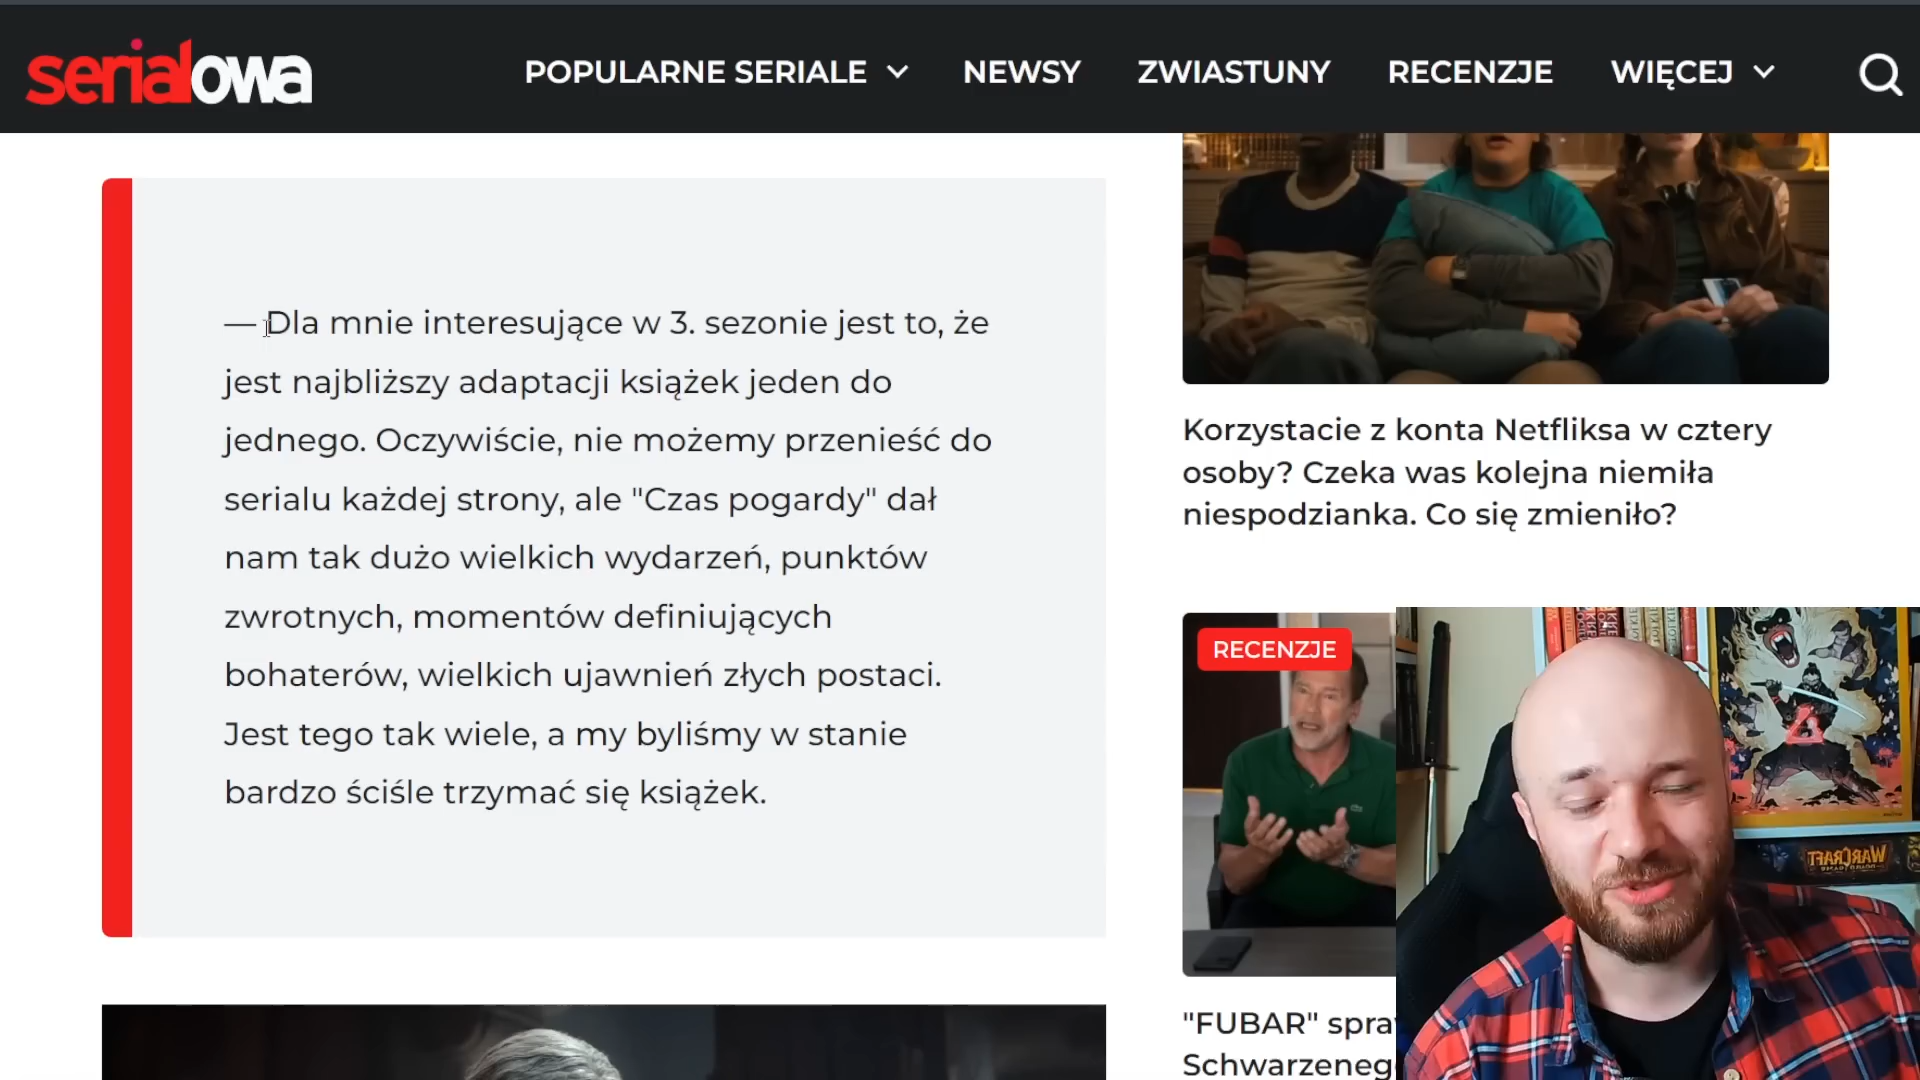 serialowa
POPULARNE SERIALE
NEWSY
ZWIASTUNY
RECENZJE
WIĘCEJ
— Dla mnie interesujące w 3. sezonie jest to, że
jest najbliższy adaptacji książek jeden do
jednego. Oczywiście, nie możemy przenieść do
serialu każdej strony, ale "Czas pogardy" dał
nam tak dużo wielkich wydarzeń, punktów
zwrotnych, momentów definiujących
bohaterów, wielkich ujawnień złych postaci.
Jest tego tak wiele, a my byliśmy w stanie
bardzo ściśle trzymać się książek.
Korzystacie z konta Netfliksa w cztery
osoby? Czeka was kolejna niemiła
niespodzianka. Co się zmieniło?
RECENZJE
"FUBAR" spra
Schwarzeneg
WARCRAFT